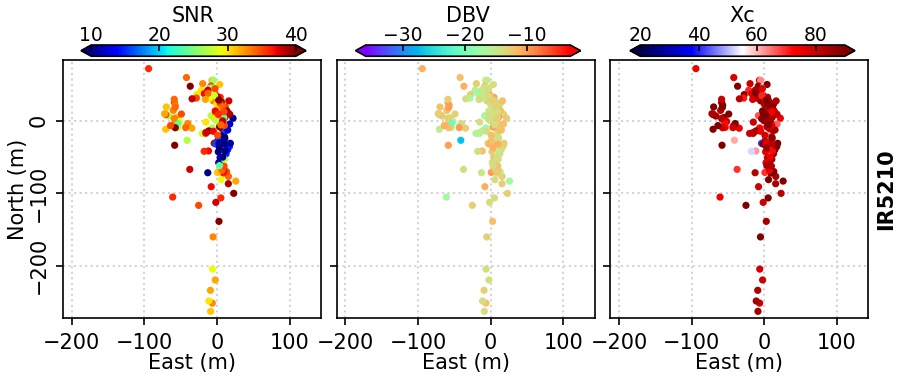 SNR DBV Xc
10 20 30 40 −30 −20 −10 20 40 60 80
North (m)
0
−100
−200
IR5210
−200 −100 0 100 −200 −100 0 100 −200 −100 0 100
East (m) East (m) East (m)